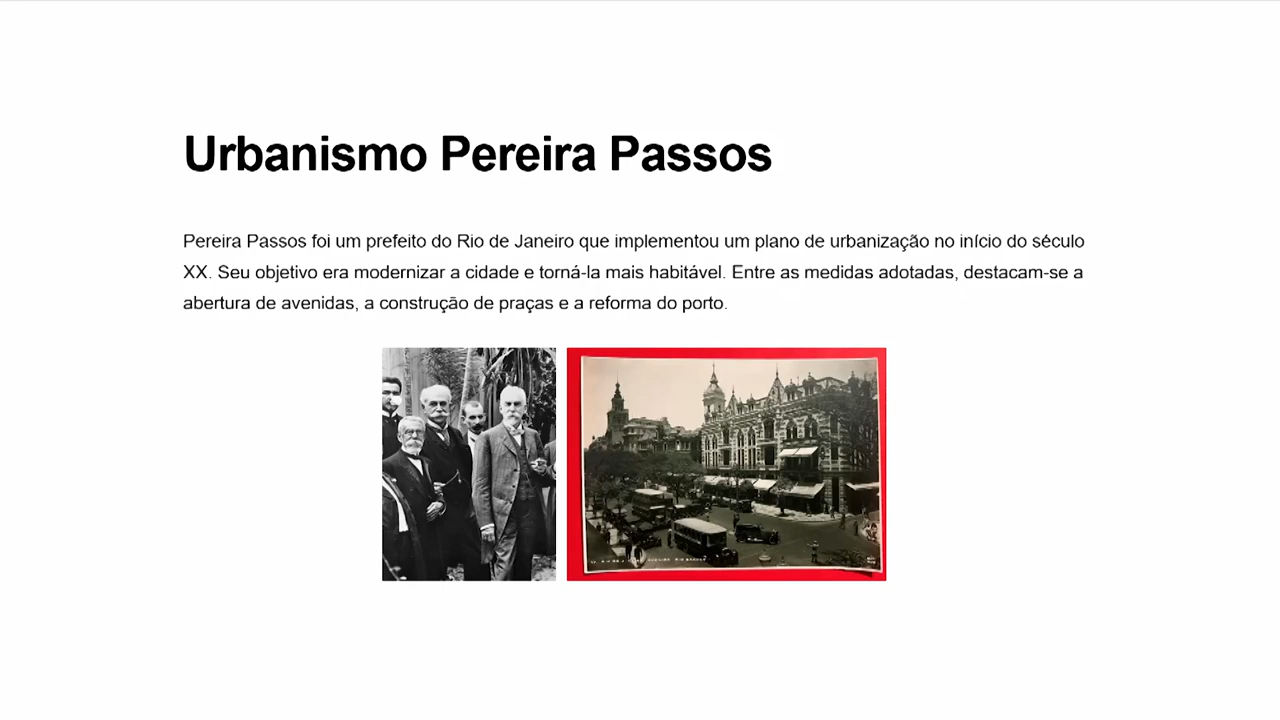 Urbanismo Pereira Passos
Pereira Passos foi um prefeito do Rio de Janeiro que implementou um plano de urbanização no início do século
XX. Seu objetivo era modernizar a cidade e torná-la mais habitável. Entre as medidas adotadas, destacam-se a
abertura de avenidas, a construção de praças e a reforma do porto.